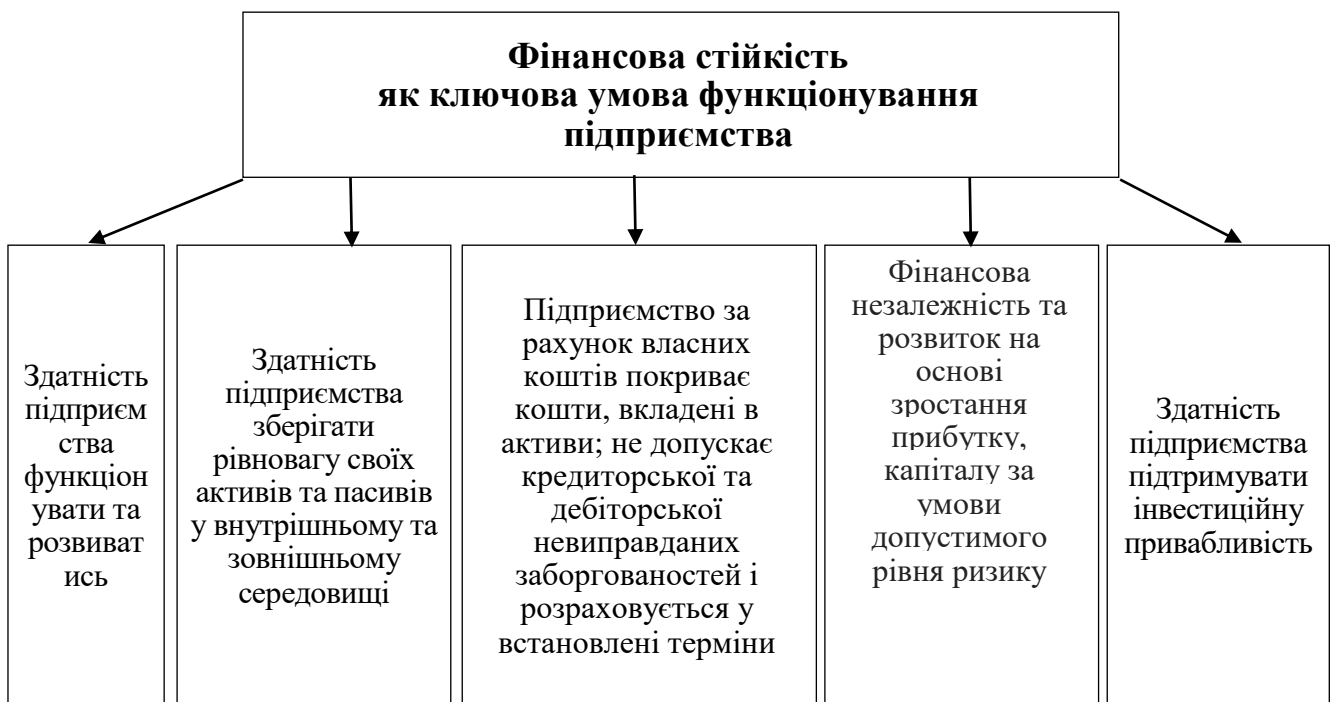 Фінансова стійкість
як ключова умова функціонування
підприємства
Здатність
підприєм
ства
функціон
увати та
розвиват
ись
Здатність
підприємства
зберігати
рівновагу своїх
активів та пасивів
у внутрішньому та
зовнішньому
середовищі
Підприємство за
рахунок власних
коштів покриває
кошти, вкладені в
активи; не допускає
кредиторської та
дебіторської
невиправданих
заборгованостей і
розраховується у
встановлені терміни
Фінансова
незалежність та
розвиток на
основі
зростання
прибутку,
капіталу за
умови
допустимого
рівня ризику
Здатність
підприємства
підтримувати
інвестиційну
привабливість